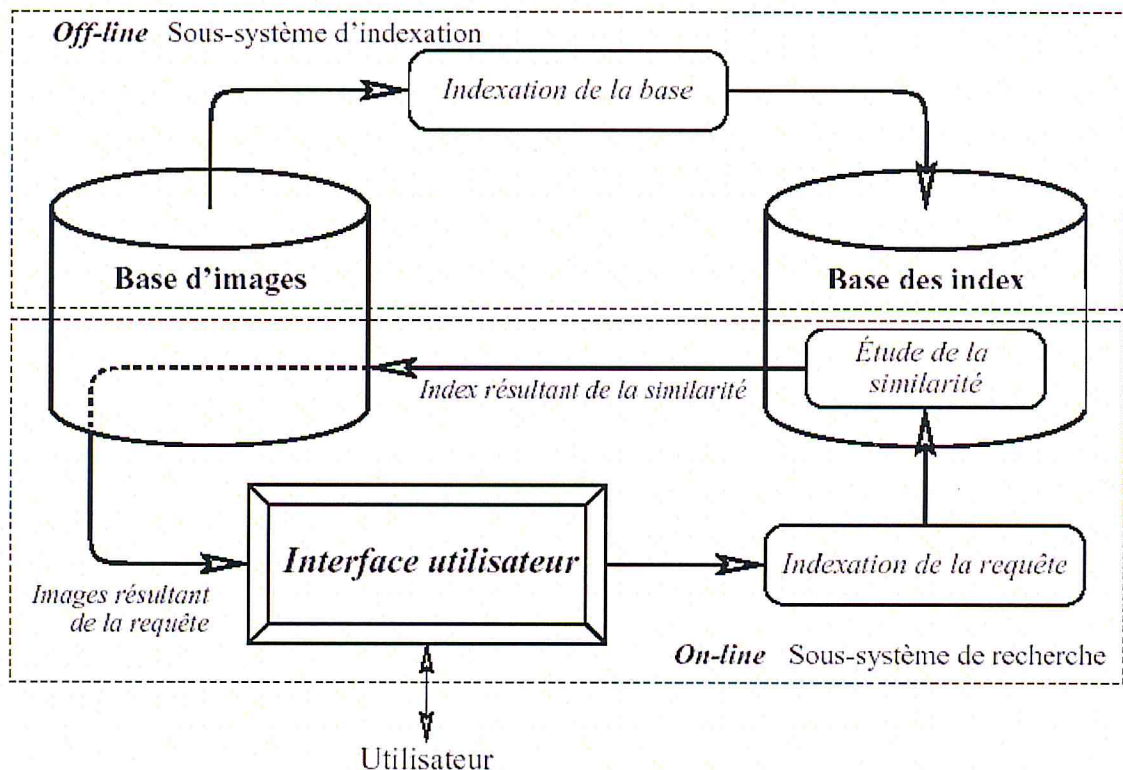 Off-line Sous-système d'indexation
Indexation de la base
Base d'images
Base des index
Étude de la
similarité
Index résultant de la similarité
Interface utilisateur
Indexation de la requête
Images résultant
de la requête
On-line Sous-système de recherche
Utilisateur